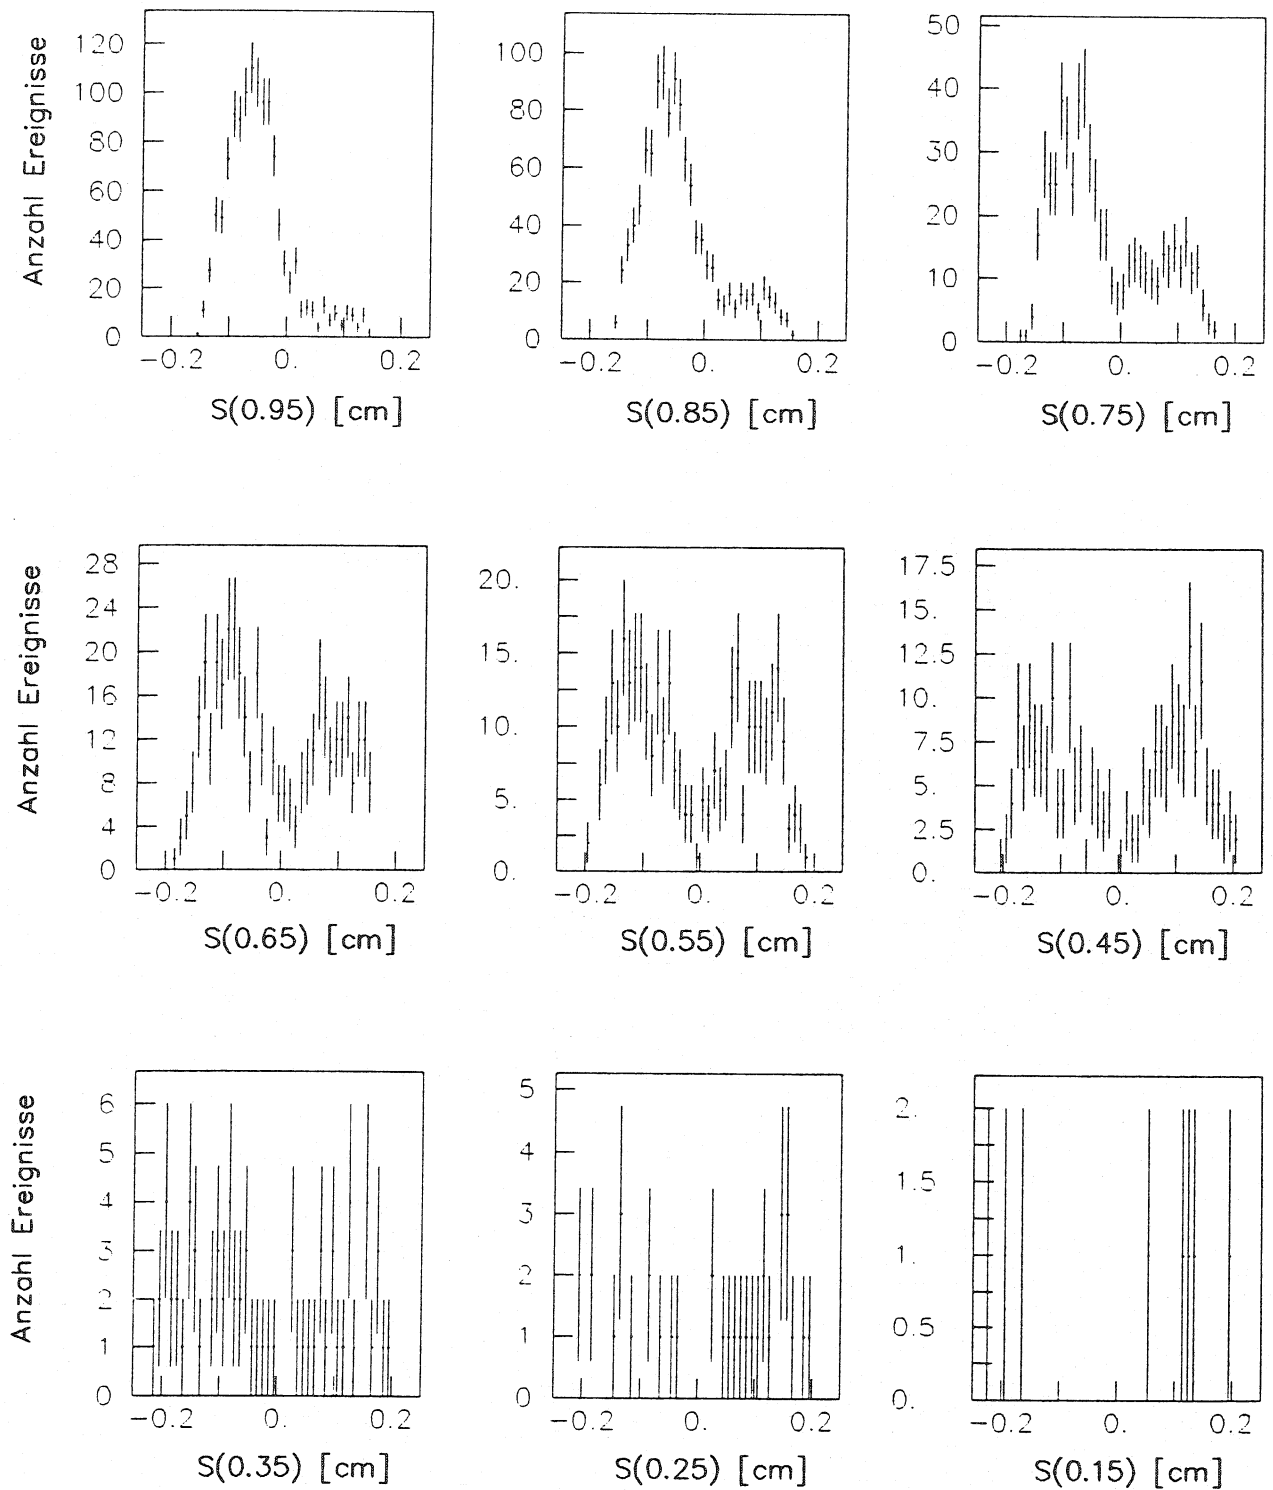 Anzahl Ereignisse
120
100
80
60
40
20
0
-0.2 0. 0.2
S(0.95) [cm]
100
80
60
40
20
0
-0.2 0. 0.2
S(0.85) [cm]
50
40
30
20
10
0
-0.2 0. 0.2
S(0.75) [cm]
Anzahl Ereignisse
28
24
20
16
12
8
4
0
-0.2 0. 0.2
S(0.65) [cm]
20.
15.
10.
5.
0.
-0.2 0. 0.2
S(0.55) [cm]
17.5
15.
12.5
10.
7.5
5.
2.5
0.
-0.2 0. 0.2
S(0.45) [cm]
Anzahl Ereignisse
6
5
4
3
2
1
0
-0.2 0. 0.2
S(0.35) [cm]
5
4
3
2
1
0
-0.2 0. 0.2
S(0.25) [cm]
2.
1.5
1.
0.5
0.
-0.2 0. 0.2
S(0.15) [cm]